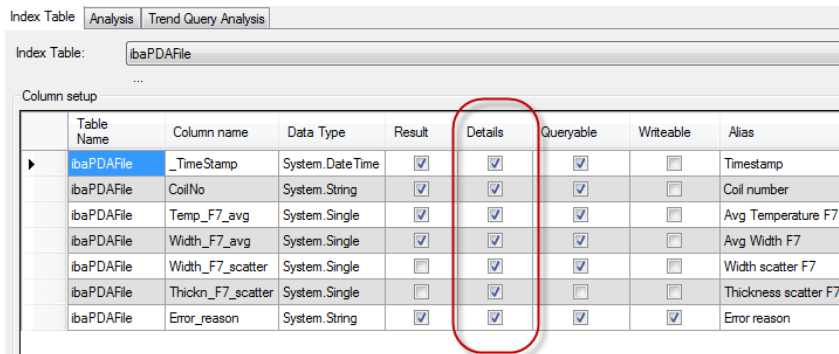 Index Table Analysis Trend Query Analysis
Index Table: ibaPDAFile
...
Column setup
Table Name Column name Data Type Result Details Queryable Writeable Alias
ibaPDAFile _TimeStamp System.DateTime Timestamp
ibaPDAFile CoilNo System.String Coil number
ibaPDAFile Temp_F7_avg System.Single Avg Temperature F7
ibaPDAFile Width_F7_avg System.Single Avg Width F7
ibaPDAFile Width_F7_scatter System.Single Width scatter F7
ibaPDAFile Thickn_F7_scatter System.Single Thickness scatter F7
ibaPDAFile Error_reason System.String Error reason